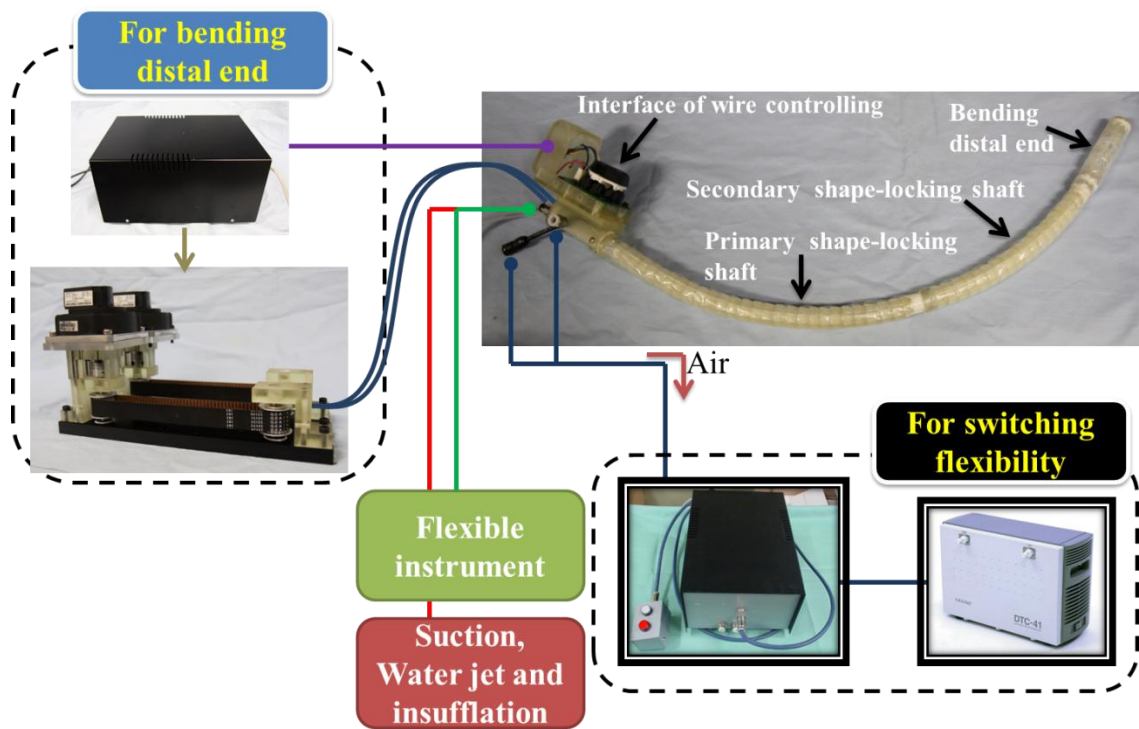 For bending
distal end
Interface of wire controlling
Bending
distal end
Secondary shape-locking shaft
Primary shape-locking
shaft
Air
For switching
flexibility
Flexible
instrument
Suction,
Water jet and
insufflation
DTC-41